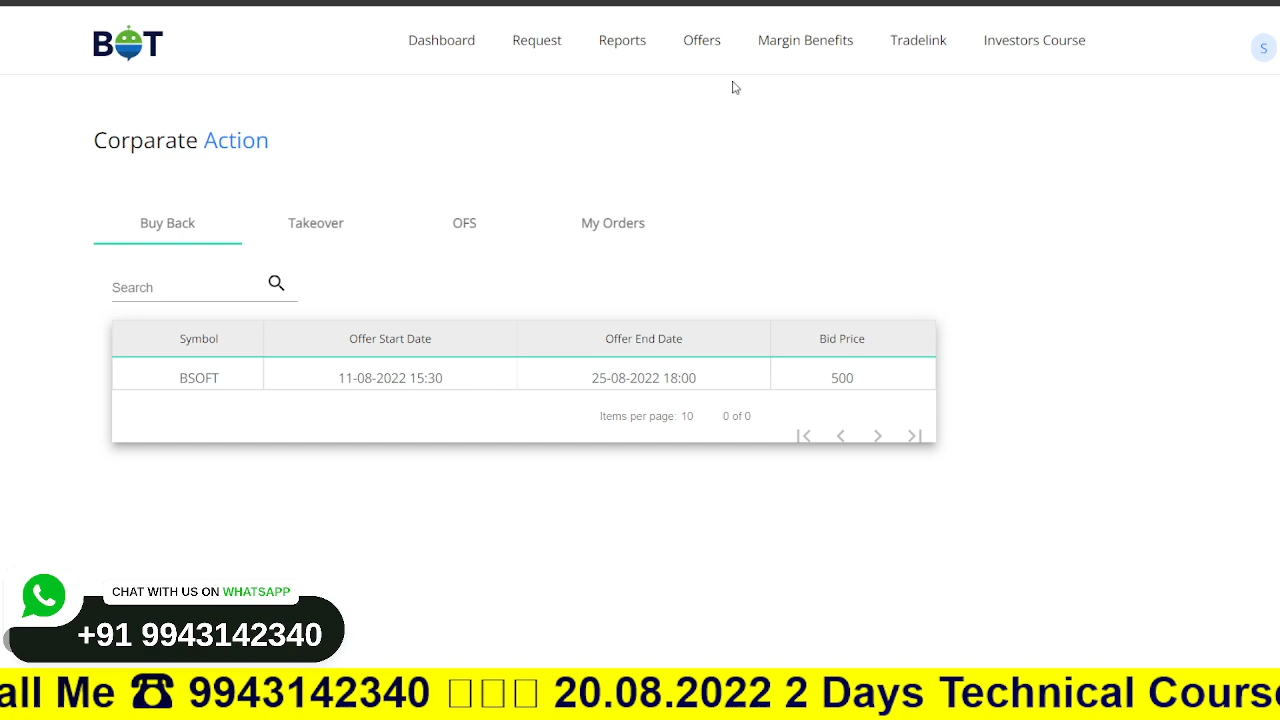 BOT
Dashboard Request Reports Offers Margin Benefits Tradelink Investors Course
S
Corparate Action
Buy Back Takeover OFS My Orders
Search
Symbol Offer Start Date Offer End Date Bid Price
BSOFT 11-08-2022 15:30 25-08-2022 18:00 500
Items per page: 10 0 of 0
CHAT WITH US ON WHATSAPP
+91 9943142340
all Me ☎ 9943142340 20.08.2022 2 Days Technical Course